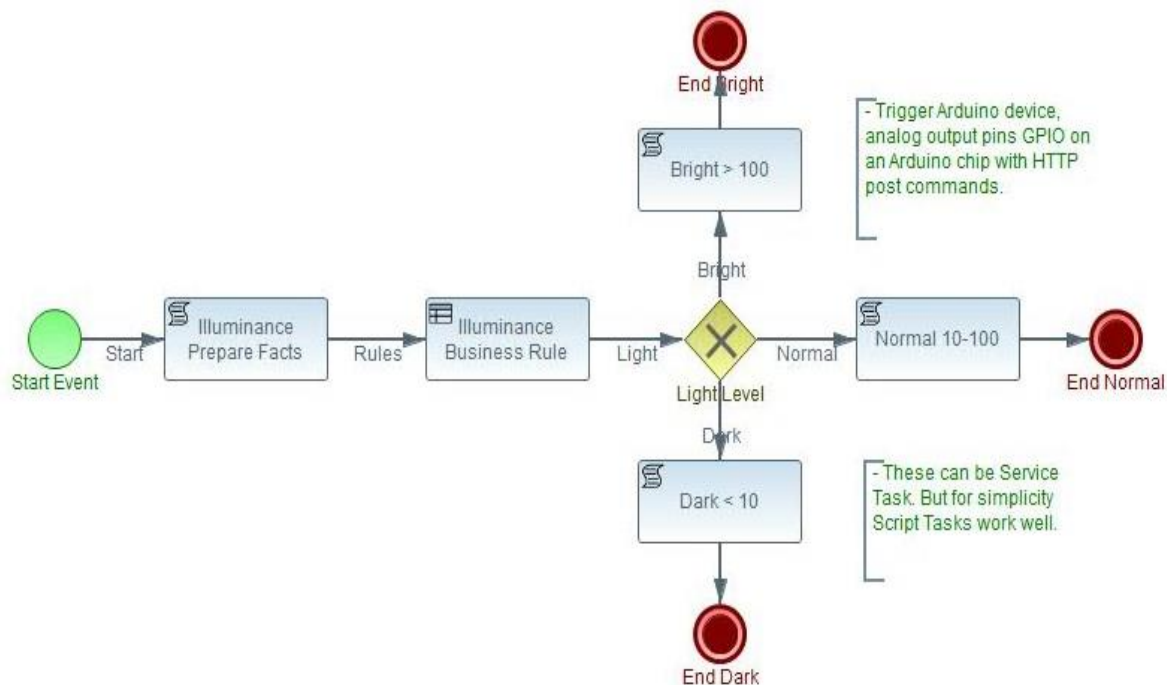 End Bright
- Trigger Arduino device,
analog output pins GPIO on
an Arduino chip with HTTP
post commands.
Bright > 100
Bright
Start Event
Start
Illuminance
Prepare Facts
Rules
Illuminance
Business Rule
Light
Light Level
Normal
Normal 10-100
End Normal
Dark
Dark < 10
- These can be Service
Task. But for simplicity
Script Tasks work well.
End Dark